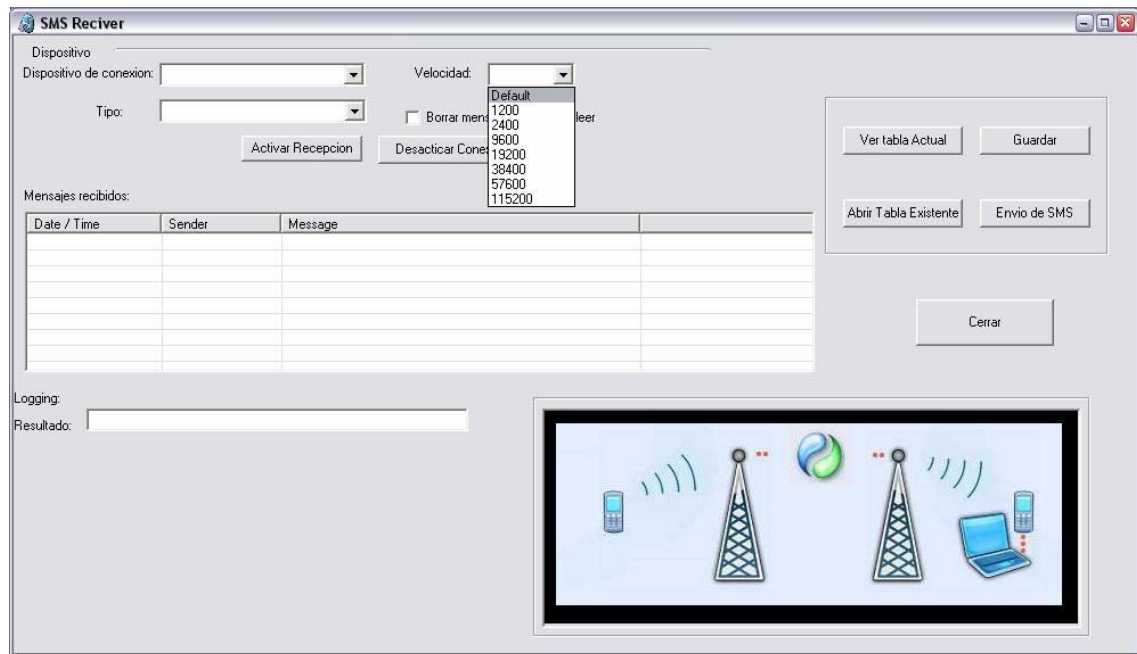 SMS Reciver
Dispositivo
Dispositivo de conexion:
Velocidad:
Default
1200
2400
9600
19200
38400
57600
115200
Tipo:
Borrar leer
Activar Recepcion
Desacticar
Ver tabla Actual
Guardar
Abrir Tabla Existente
Envio de SMS
Mensajes recibidos:
Date / Time Sender Message
Cerrar
Logging:
Resultado: